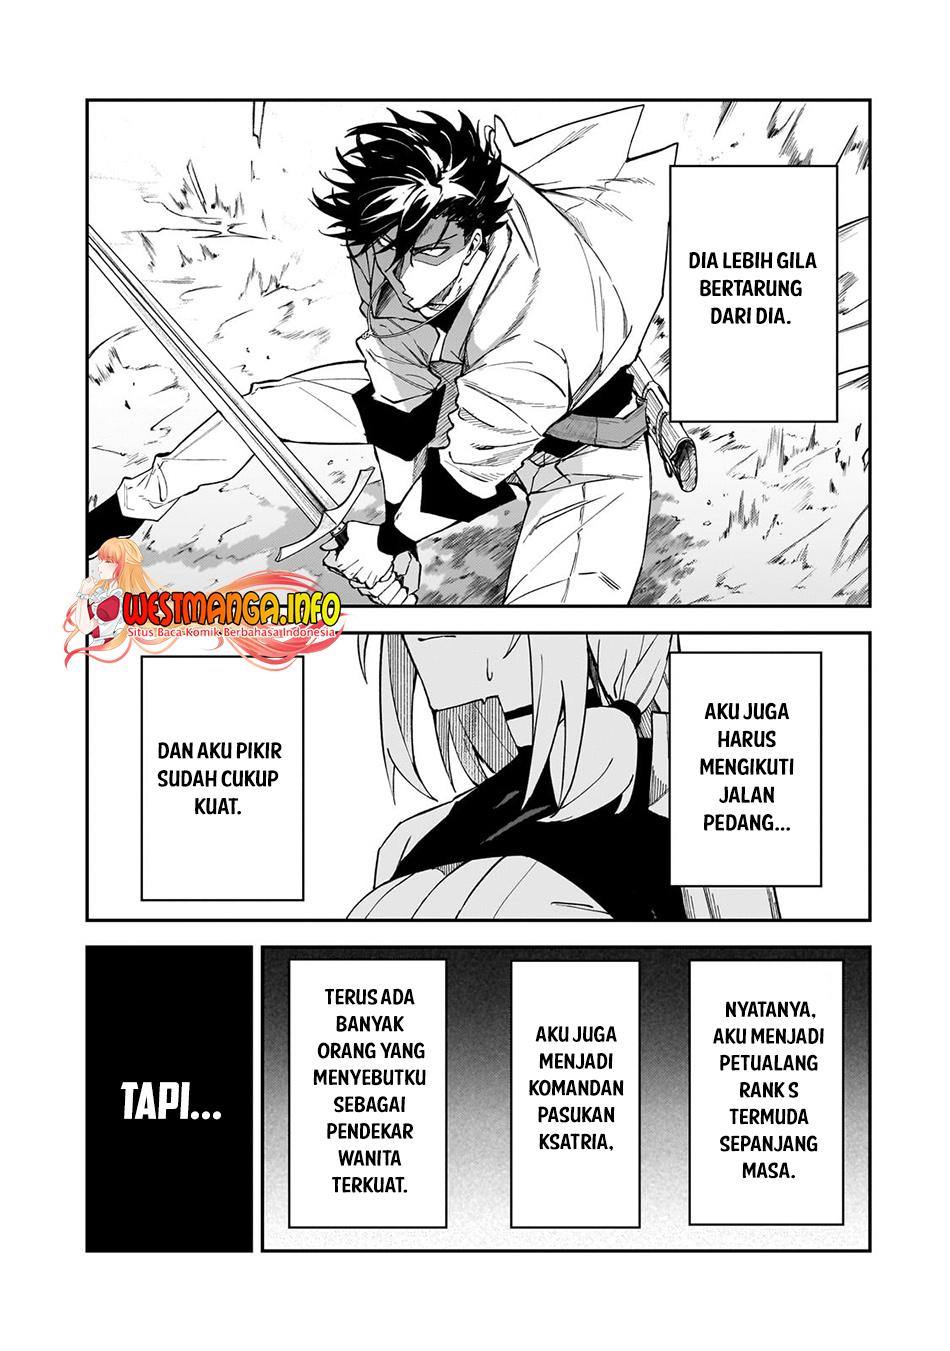 DIA LEBIH GILA
BERTARUNG
DARI DIA.
WESTMANGA.INFO
Situs Baca Komik Berbahasa Indonesia
AKU JUGA
HARUS
MENGIKUTI
JALAN
PEDANG...
DAN AKU PIKIR
SUDAH CUKUP
KUAT.
NYATANYA,
AKU MENJADI
PETUALANG
RANK S
TERMUDA
SEPANJANG
MASA.
AKU JUGA
MENJADI
KOMANDAN
PASUKAN
KSATRIA,
TERUS ADA
BANYAK
ORANG YANG
MENYEBUTKU
SEBAGAI
PENDEKAR
WANITA
TERKUAT.
TAPI...